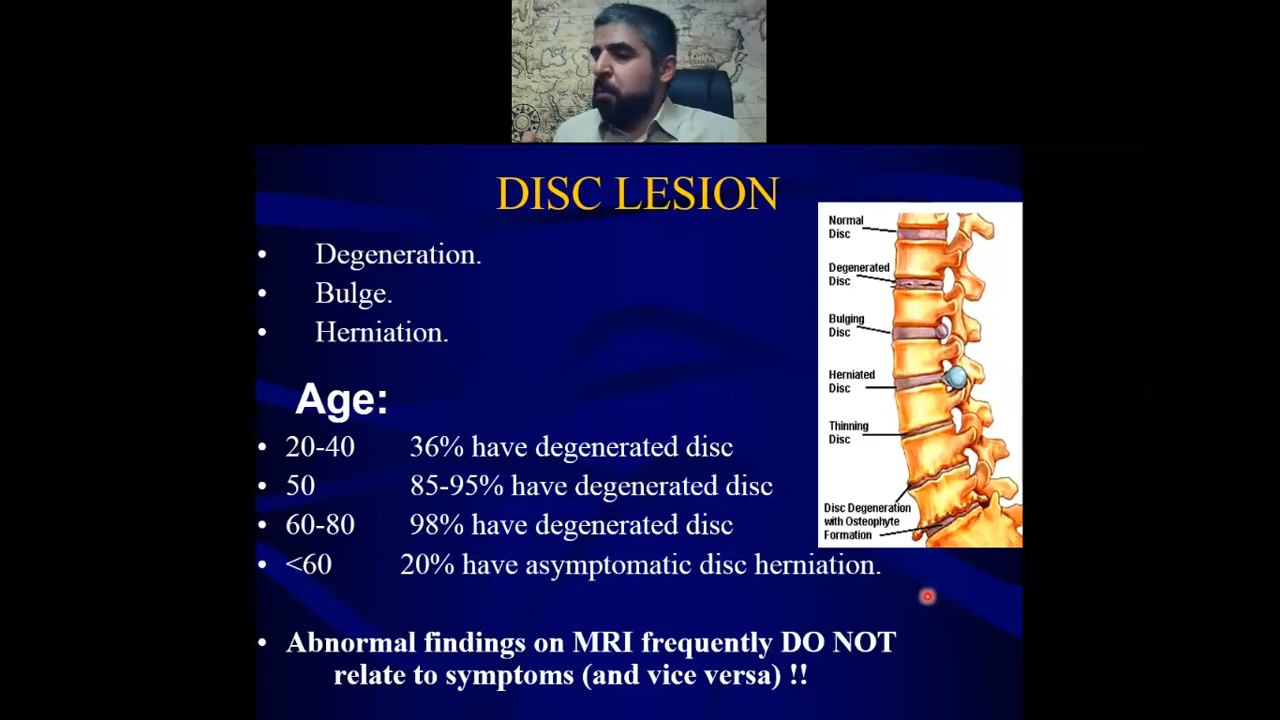 DISC LESION
• Degeneration.
• Bulge.
• Herniation.
Age:
• 20-40 36% have degenerated disc
• 50 85-95% have degenerated disc
• 60-80 98% have degenerated disc
• <60 20% have asymptomatic disc herniation.
• Abnormal findings on MRI frequently DO NOT
relate to symptoms (and vice versa) !!
Normal
Disc
Degenerated
Disc
Bulging
Disc
Herniated
Disc
Thinning
Disc
Disc Degeneration
with Osteophyte
Formation